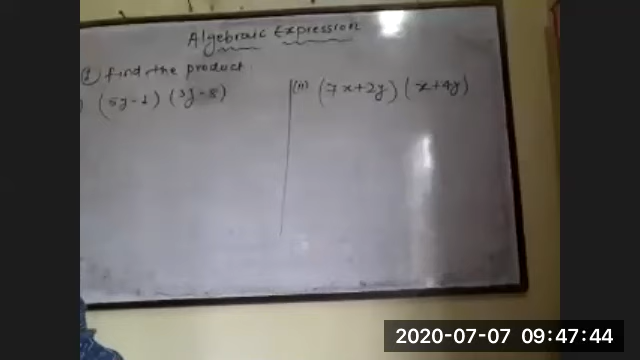 Algebraic Expression
① find the product
(5y-1) (3y-8)
(ii) (7x+2y) (x+4y)
2020-07-07 09:47:44